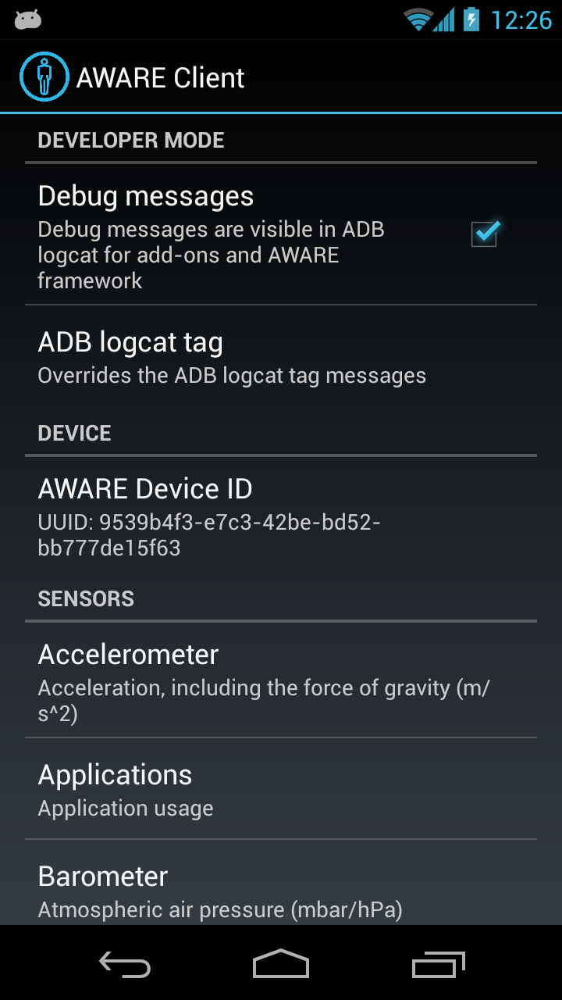 12:26
AWARE Client
DEVELOPER MODE
Debug messages
Debug messages are visible in ADB
logcat for add-ons and AWARE
framework
ADB logcat tag
Overrides the ADB logcat tag messages
DEVICE
AWARE Device ID
UUID: 9539b4f3-e7c3-42be-bd52-
bb777de15f63
SENSORS
Accelerometer
Acceleration, including the force of gravity (m/
s^2)
Applications
Application usage
Barometer
Atmospheric air pressure (mbar/hPa)